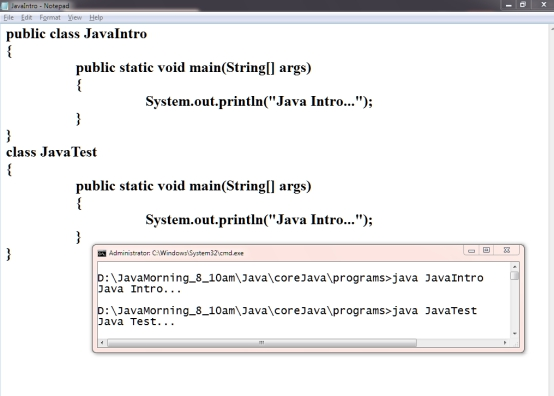 JavaIntro - Notepad
File Edit Format View Help
public class JavaIntro
{
public static void main(String[] args)
{
System.out.println("Java Intro...");
}
}
class JavaTest
{
public static void main(String[] args)
{
System.out.println("Java Intro...");
}
}
Administrator: C:\Windows\System32\cmd.exe
D:\JavaMorning_8_10am\Java\coreJava\programs>java JavaIntro
Java Intro...
D:\JavaMorning_8_10am\Java\coreJava\programs>java JavaTest
Java Test...